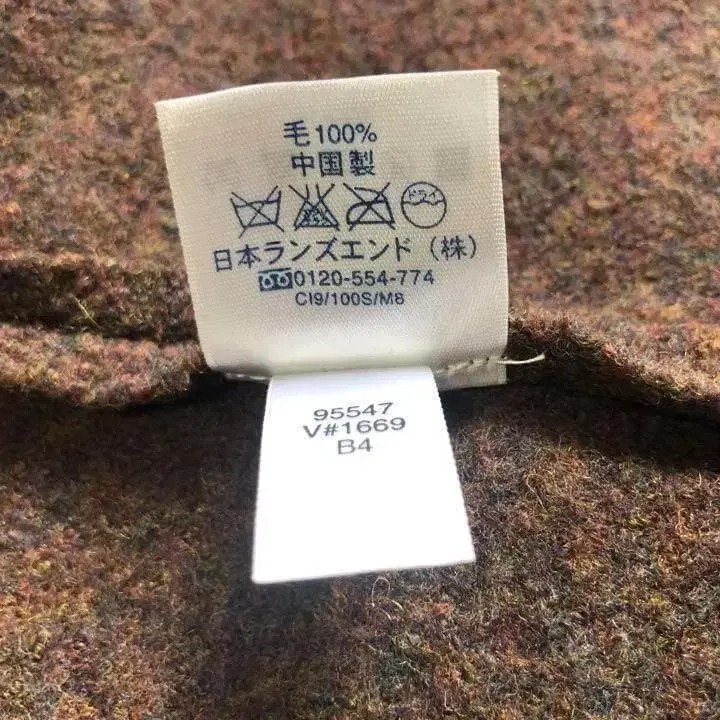 毛100%
中国製
ドライ
日本ランズエンド（株）
0120-554-774
CI9/100S/M8
95547
V#1669
B4